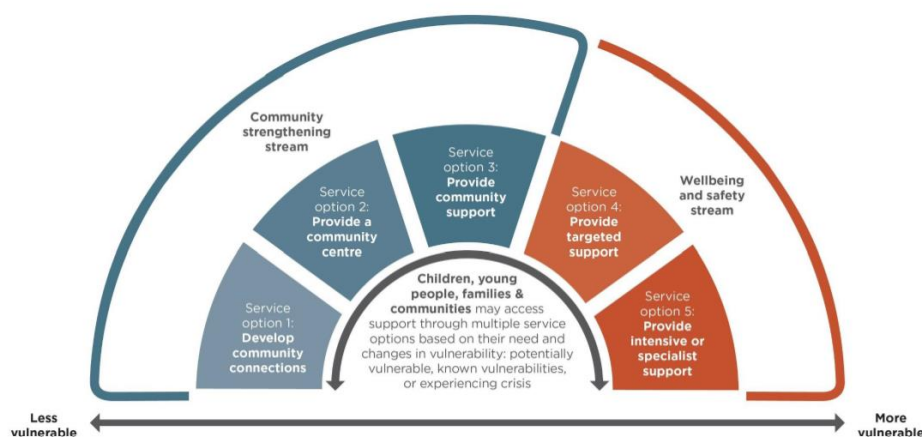 Community
strengthening
stream
Service
option 1:
Develop
community
connections
Service
option 2:
Provide a
community
centre
Service
option 3:
Provide
community
support
Service
option 4:
Provide
targeted
support
Service
option 5:
Provide
intensive or
specialist
support
Wellbeing
and safety
stream
Children, young
people, families &
communities may access
support through multiple service
options based on their need and
changes in vulnerability: potentially
vulnerable, known vulnerabilities,
or experiencing crisis
Less
vulnerable
More
vulnerable